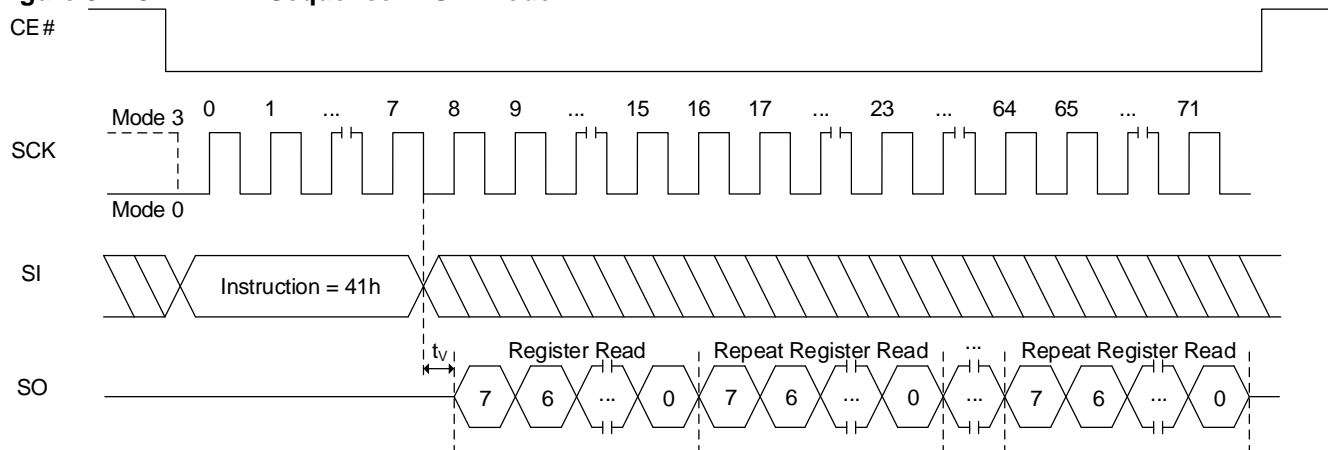 CE#
0 1 ... 7 8 9 ... 15 16 17 ... 23 ... 64 65 ... 71
Mode 3
SCK
Mode 0
SI
Instruction = 41h
tV Register Read Repeat Register Read ... Repeat Register Read
SO
7 6 ... 0 7 6 ... 0 ... 7 6 ... 0